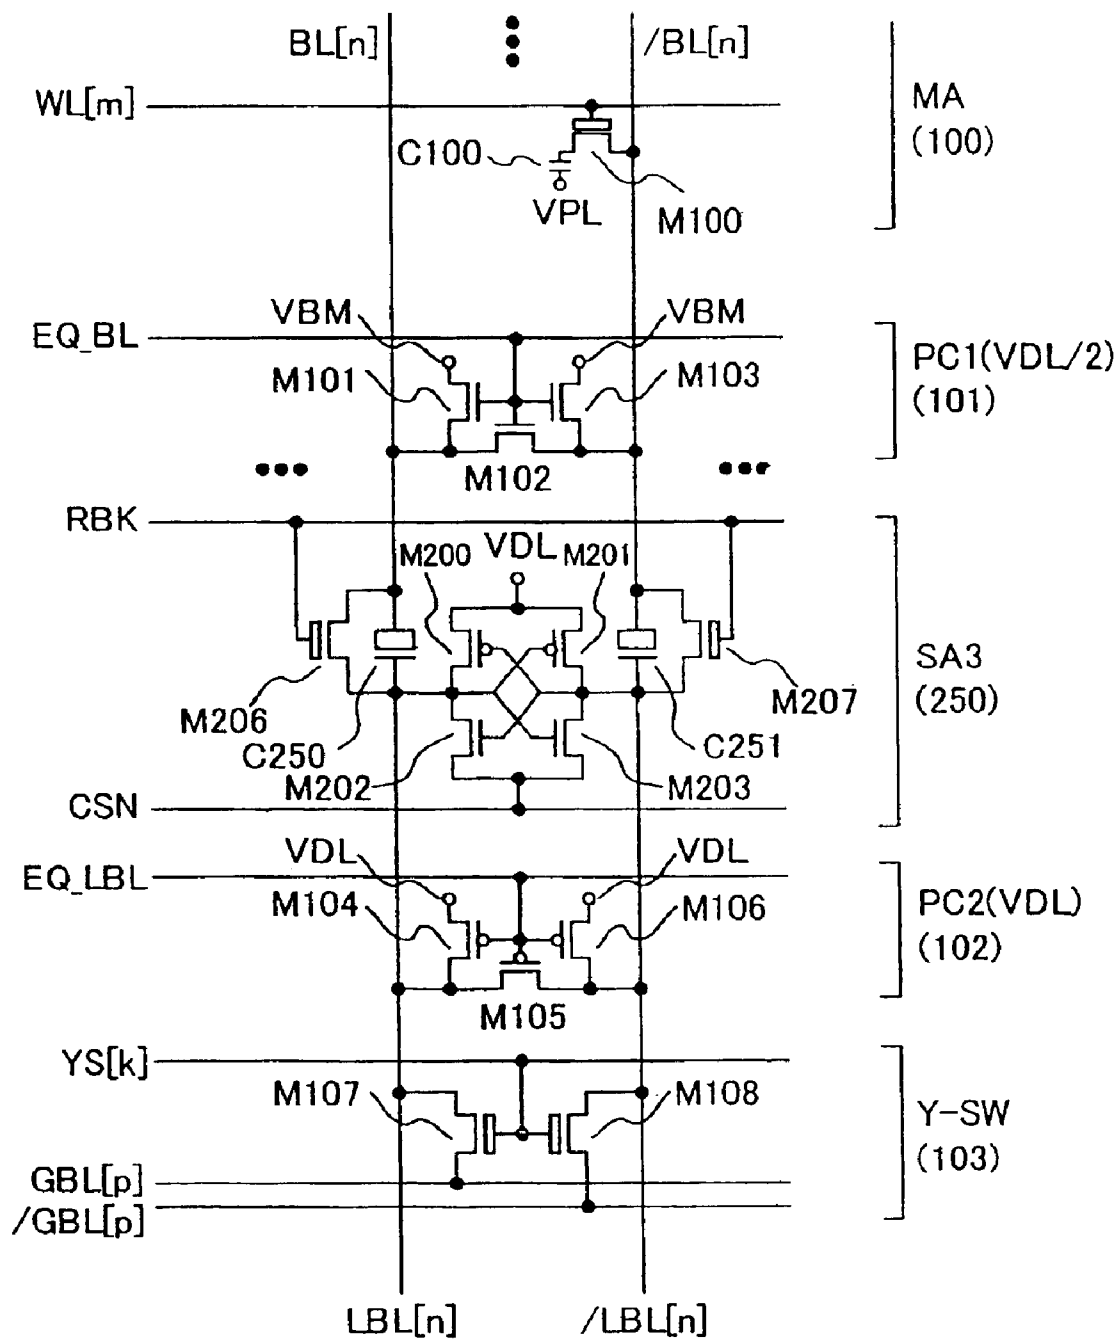 BL[n]
/BL[n]
WL[m]
MA
(100)
C100
VPL
M100
EQ_BL
VBM
VBM
M101
M103
M102
PC1(VDL/2)
(101)
RBK
M200
VDL
M201
M206
C250
M202
M207
C251
M203
SA3
(250)
CSN
EQ_LBL
VDL
VDL
M104
M106
M105
PC2(VDL)
(102)
YS[k]
M107
M108
Y-SW
(103)
GBL[p]
/GBL[p]
LBL[n]
/LBL[n]